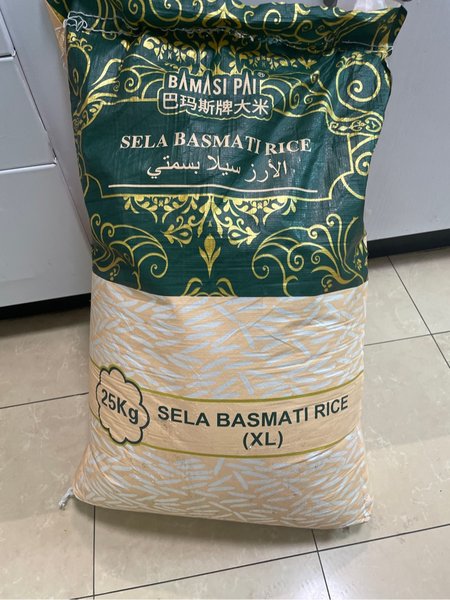 BAMASI PAI®
巴玛斯牌大米
SELA BASMATI RICE
الأرز سيلا بسمتي
25Kg
SELA BASMATI RICE
(XL)